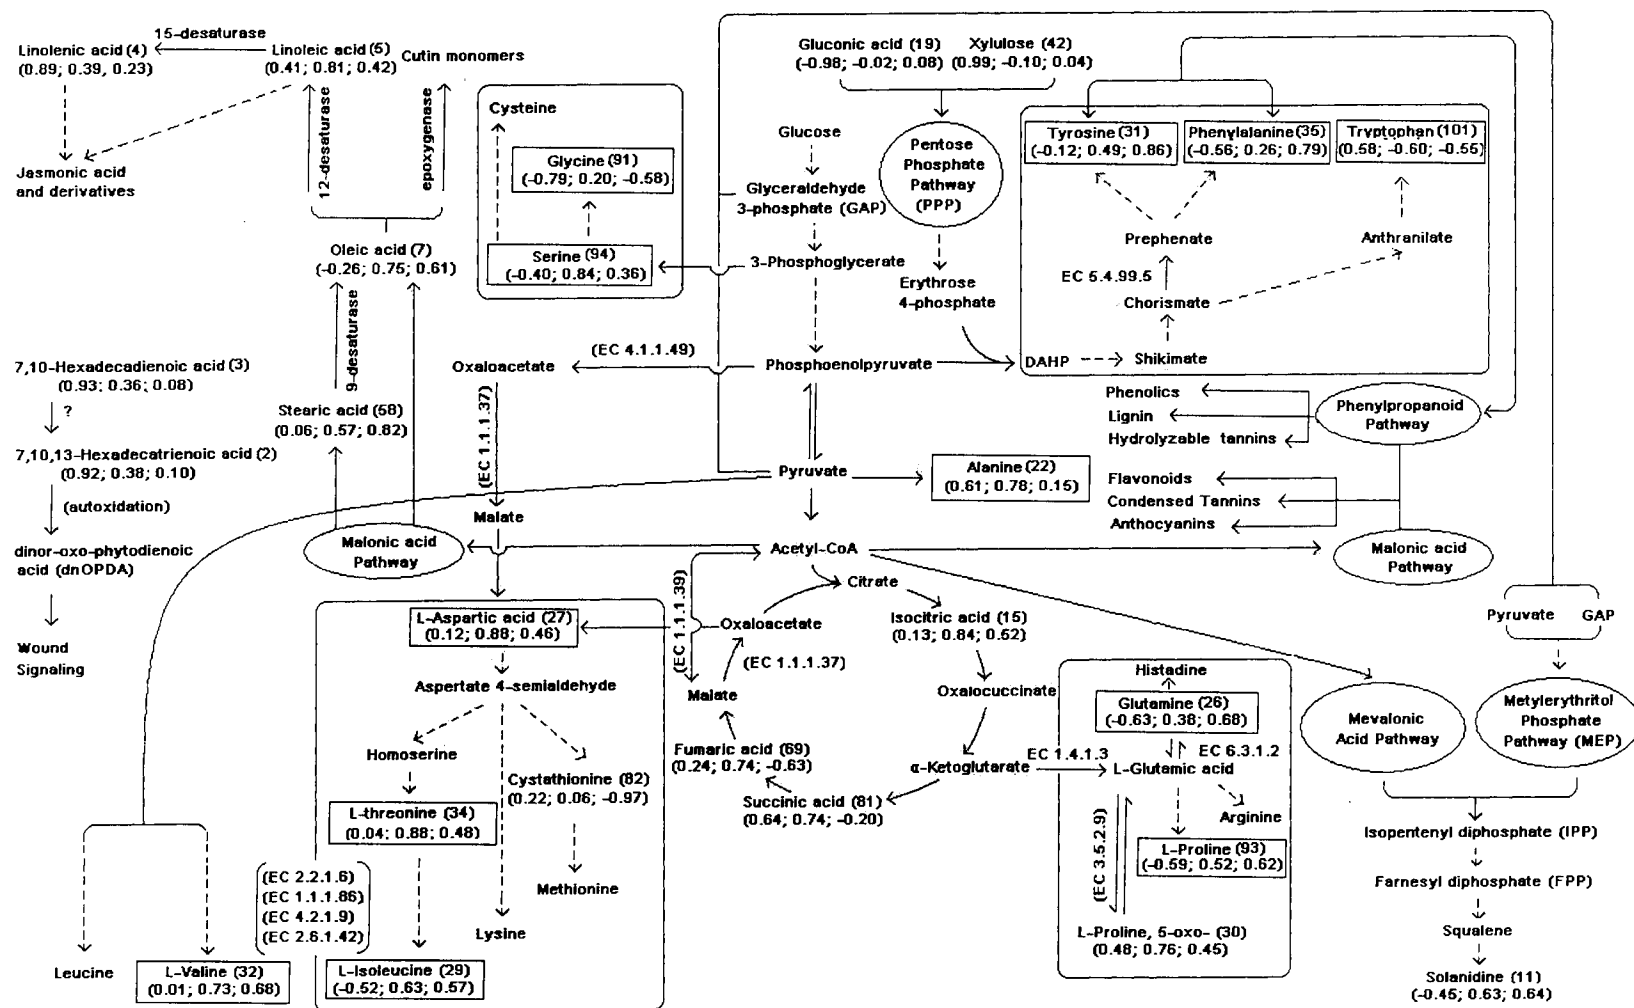 15-desaturase
Linolenic acid (4)
(0.89; 0.39, 0.23)
Linoleic acid (5)
(0.41; 0.81; 0.42)
Cutin monomers
12-desaturase
epoxygenase
Jasmonic acid
and derivatives
Oleic acid (7)
(-0.26; 0.75; 0.61)
9-desaturase
7,10-Hexadecadienoic acid (3)
(0.93; 0.36; 0.08)
?
Stearic acid (58)
(0.06; 0.57; 0.82)
7,10,13-Hexadecatrienoic acid (2)
(0.92; 0.38; 0.10)
(autoxidation)
dinor-oxo-phytodienoic
acid (dnOPDA)
Wound
Signaling
Malonic acid
Pathway
Cysteine
Glycine (91)
(-0.79; 0.20; -0.58)
Serine (94)
(-0.40; 0.84; 0.36)
Gluconic acid (19)
(-0.98; -0.02; 0.08)
Xylulose (42)
(0.99; -0.10; 0.04)
Glucose
Glyceraldehyde
3-phosphate (GAP)
3-Phosphoglycerate
Pentose
Phosphate
Pathway
(PPP)
Erythrose
4-phosphate
Tyrosine (31)
(-0.12; 0.49; 0.86)
Phenylalanine (35)
(-0.56; 0.26; 0.79)
Tryptophan (101)
(0.58; -0.60; -0.55)
Prephenate
Anthranilate
EC 5.4.99.5
Chorismate
DAHP
Shikimate
Oxaloacetate
(EC 4.1.1.49)
Phosphoenolpyruvate
(EC 1.1.1.37)
Malate
Pyruvate
Alanine (22)
(0.61; 0.78; 0.15)
Phenolics
Lignin
Hydrolyzable tannins
Phenylpropanoid
Pathway
Flavonoids
Condensed Tannins
Anthocyanins
Malonic acid
Pathway
Acetyl-CoA
Citrate
(EC 1.1.1.39)
L-Aspartic acid (27)
(0.12; 0.88; 0.46)
Oxaloacetate
Isocitric acid (15)
(0.13; 0.84; 0.52)
(EC 1.1.1.37)
Malate
Oxalocuccinate
Fumaric acid (69)
(0.24; 0.74; -0.63)
α-Ketoglutarate
Succinic acid (81)
(0.64; 0.74; -0.20)
Aspertate 4-semialdehyde
Homoserine
Cystathionine (82)
(0.22; 0.06; -0.97)
L-threonine (34)
(0.04; 0.88; 0.48)
Methionine
Lysine
(EC 2.2.1.6)
(EC 1.1.1.86)
(EC 4.2.1.9)
(EC 2.6.1.42)
Leucine
L-Valine (32)
(0.01; 0.73; 0.68)
L-Isoleucine (29)
(-0.52; 0.63; 0.57)
Histadine
Glutamine (26)
(-0.63; 0.38; 0.68)
EC 1.4.1.3
EC 6.3.1.2
L-Glutamic acid
Arginine
(EC 3.5.2.9)
L-Proline (93)
(-0.59; 0.52; 0.62)
L-Proline, 5-oxo- (30)
(0.48; 0.76; 0.45)
Pyruvate
GAP
Mevalonic
Acid Pathway
Metylerythritol
Phosphate
Pathway (MEP)
Isopentenyl diphosphate (IPP)
Farnesyl diphosphate (FPP)
Squalene
Solanidine (11)
(-0.45; 0.63; 0.64)